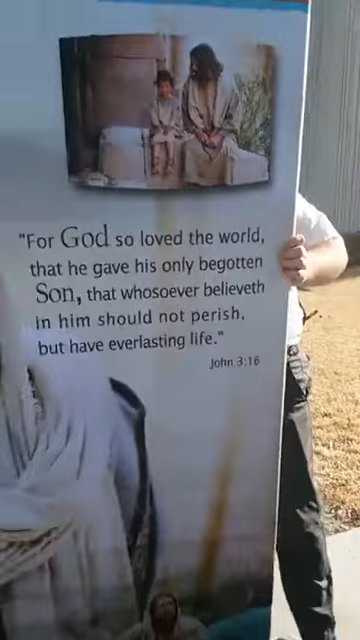 "For God so loved the world,
that he gave his only begotten
Son, that whosoever believeth
in him should not perish,
but have everlasting life."
John 3:16